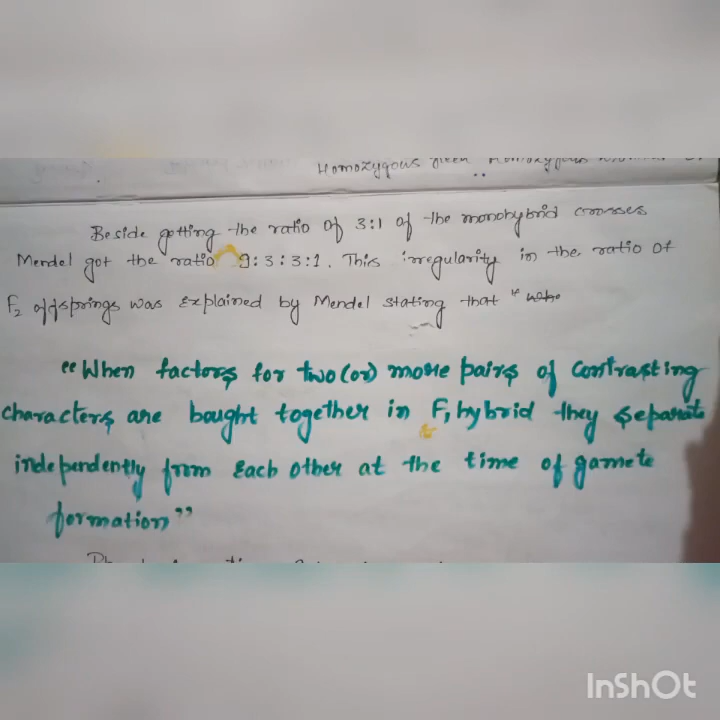 Homozygous green Homozygous
Beside getting the ratio of 3:1 of the monohybrid crosses
Mendel got the ratio 9:3:3:1. This irregularity in the ratio of
F₂ offsprings was Explained by Mendel stating that "
"When factors for two (or) more pairs of contrasting
characters are bought together in F₁ hybrid they separate
independently from Each other at the time of gamete
formation"
InShOt